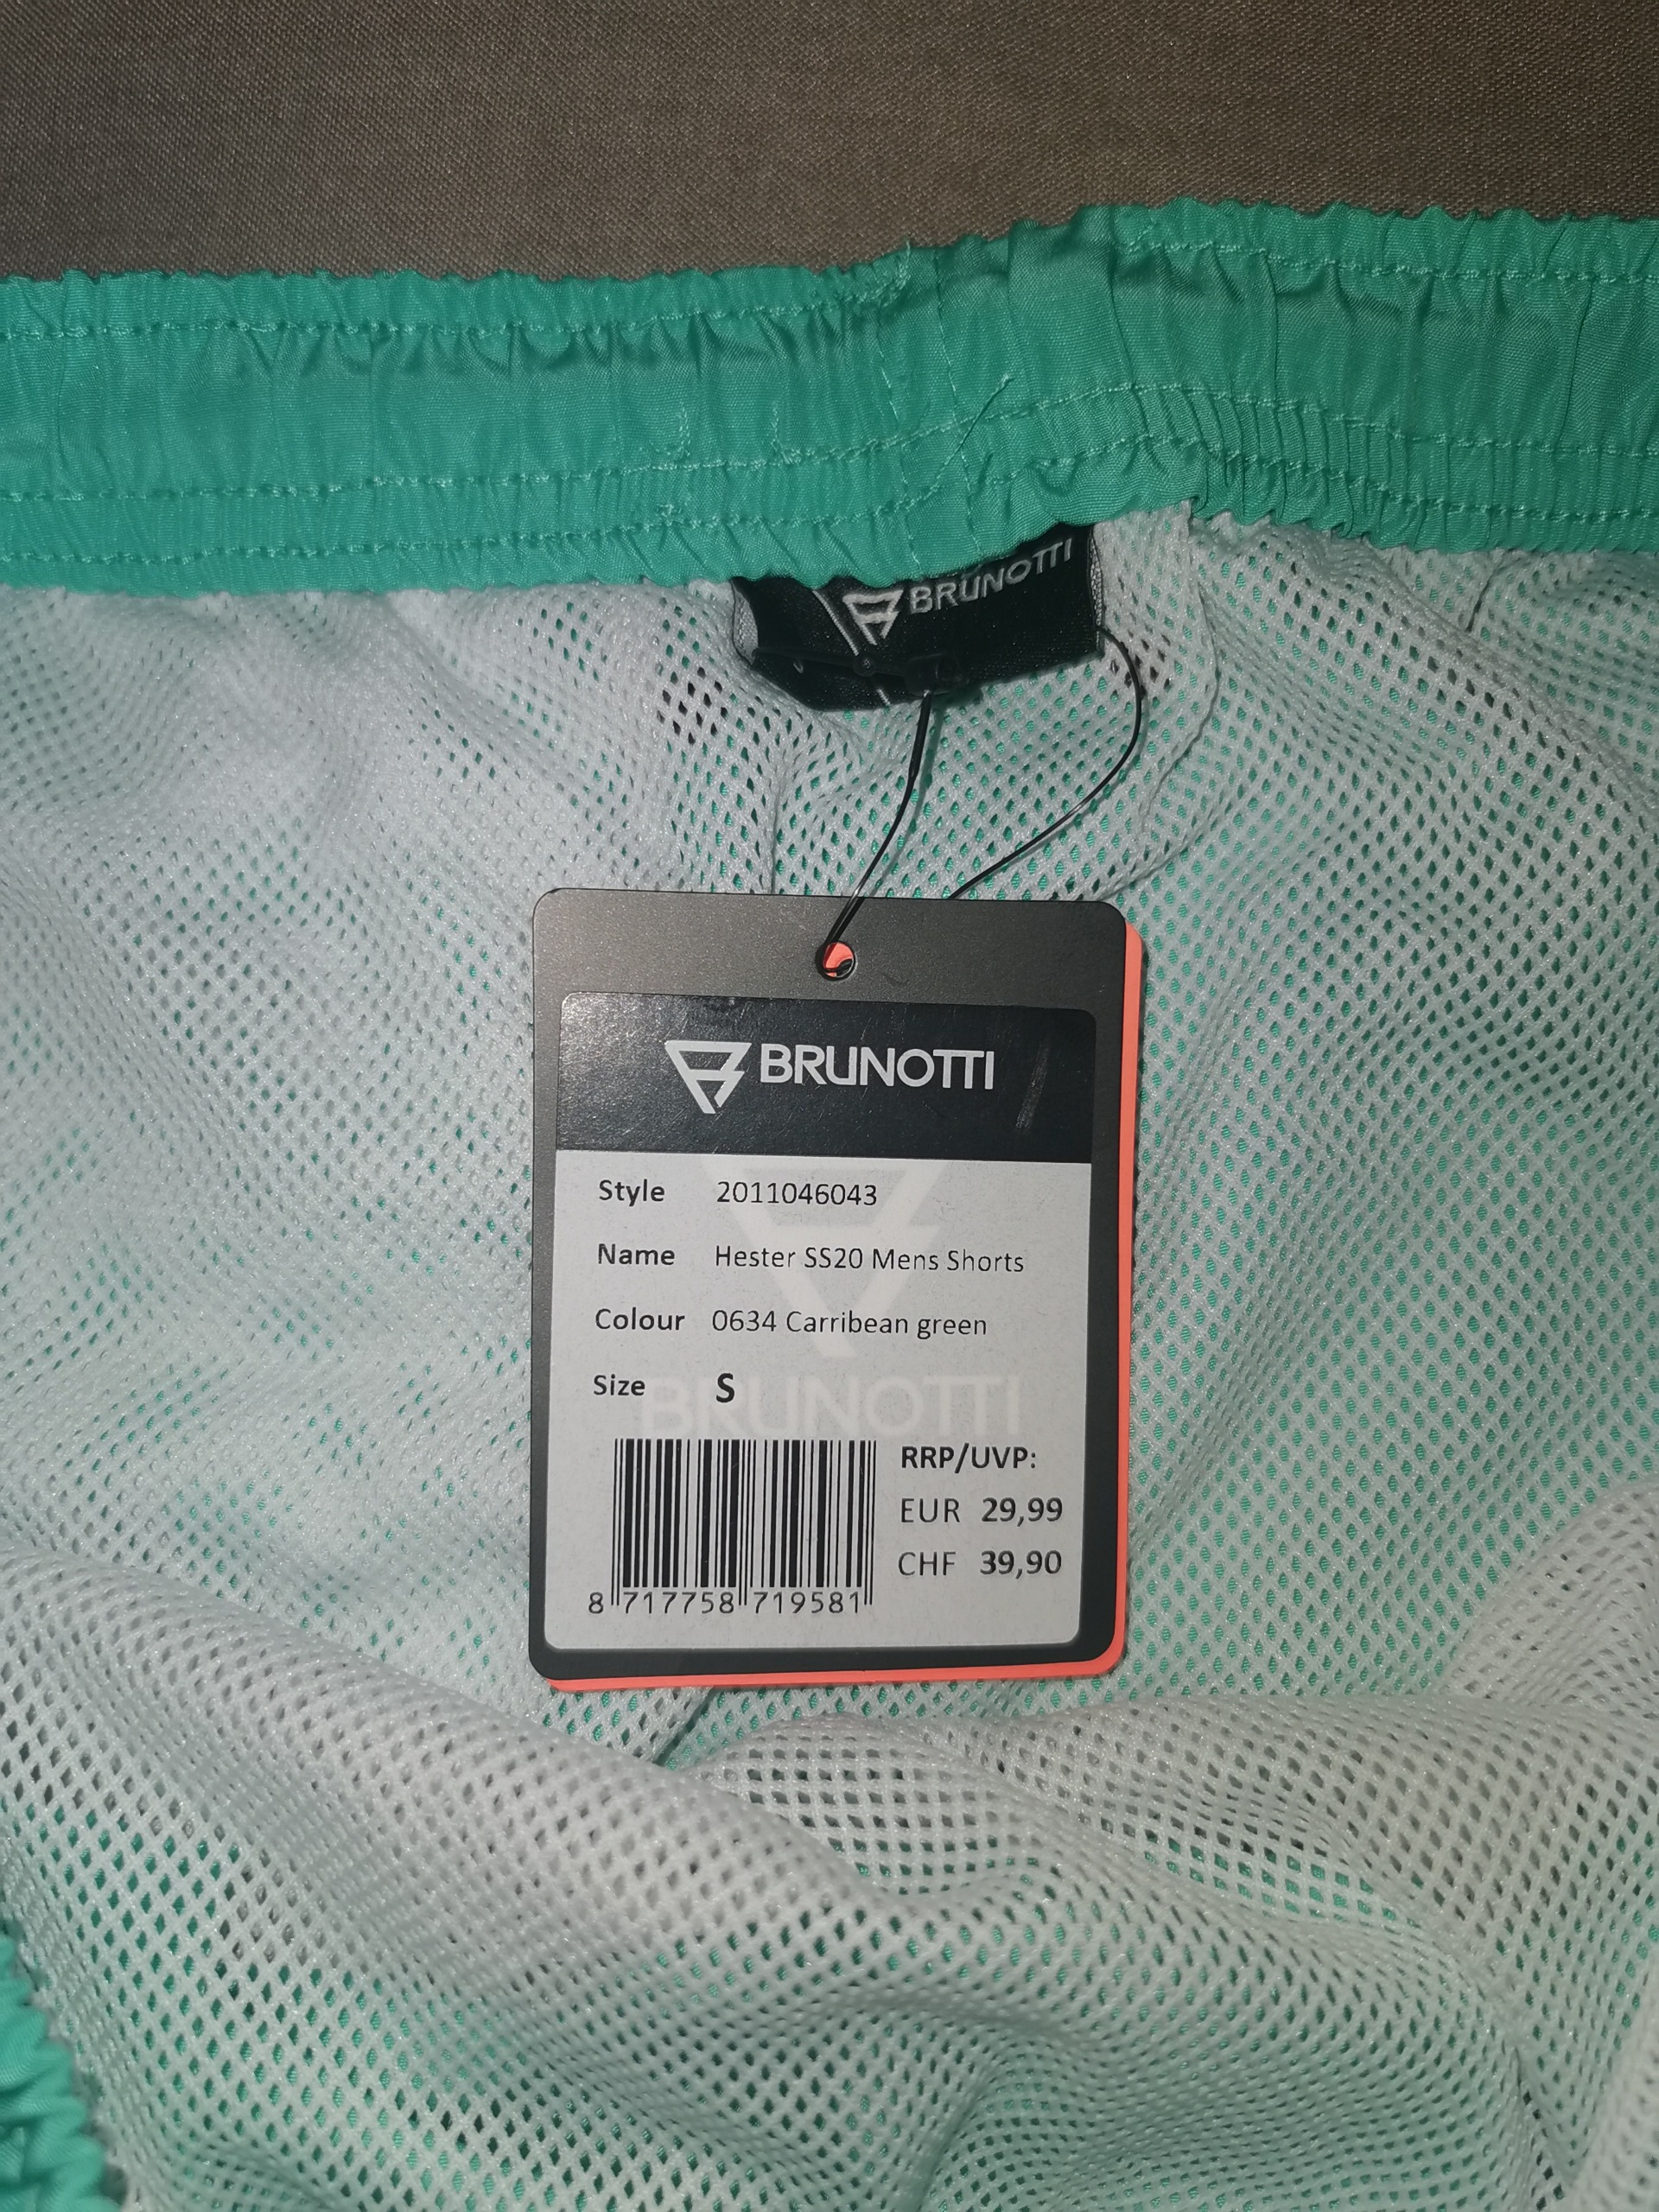 BRUNOTTI
BRUNOTTI
Style 2011046043
Name Hester SS20 Mens Shorts
Colour 0634 Carribean green
Size S
BRUNOTTI
RRP/UVP:
EUR 29,99
CHF 39,90
8 717758 719581